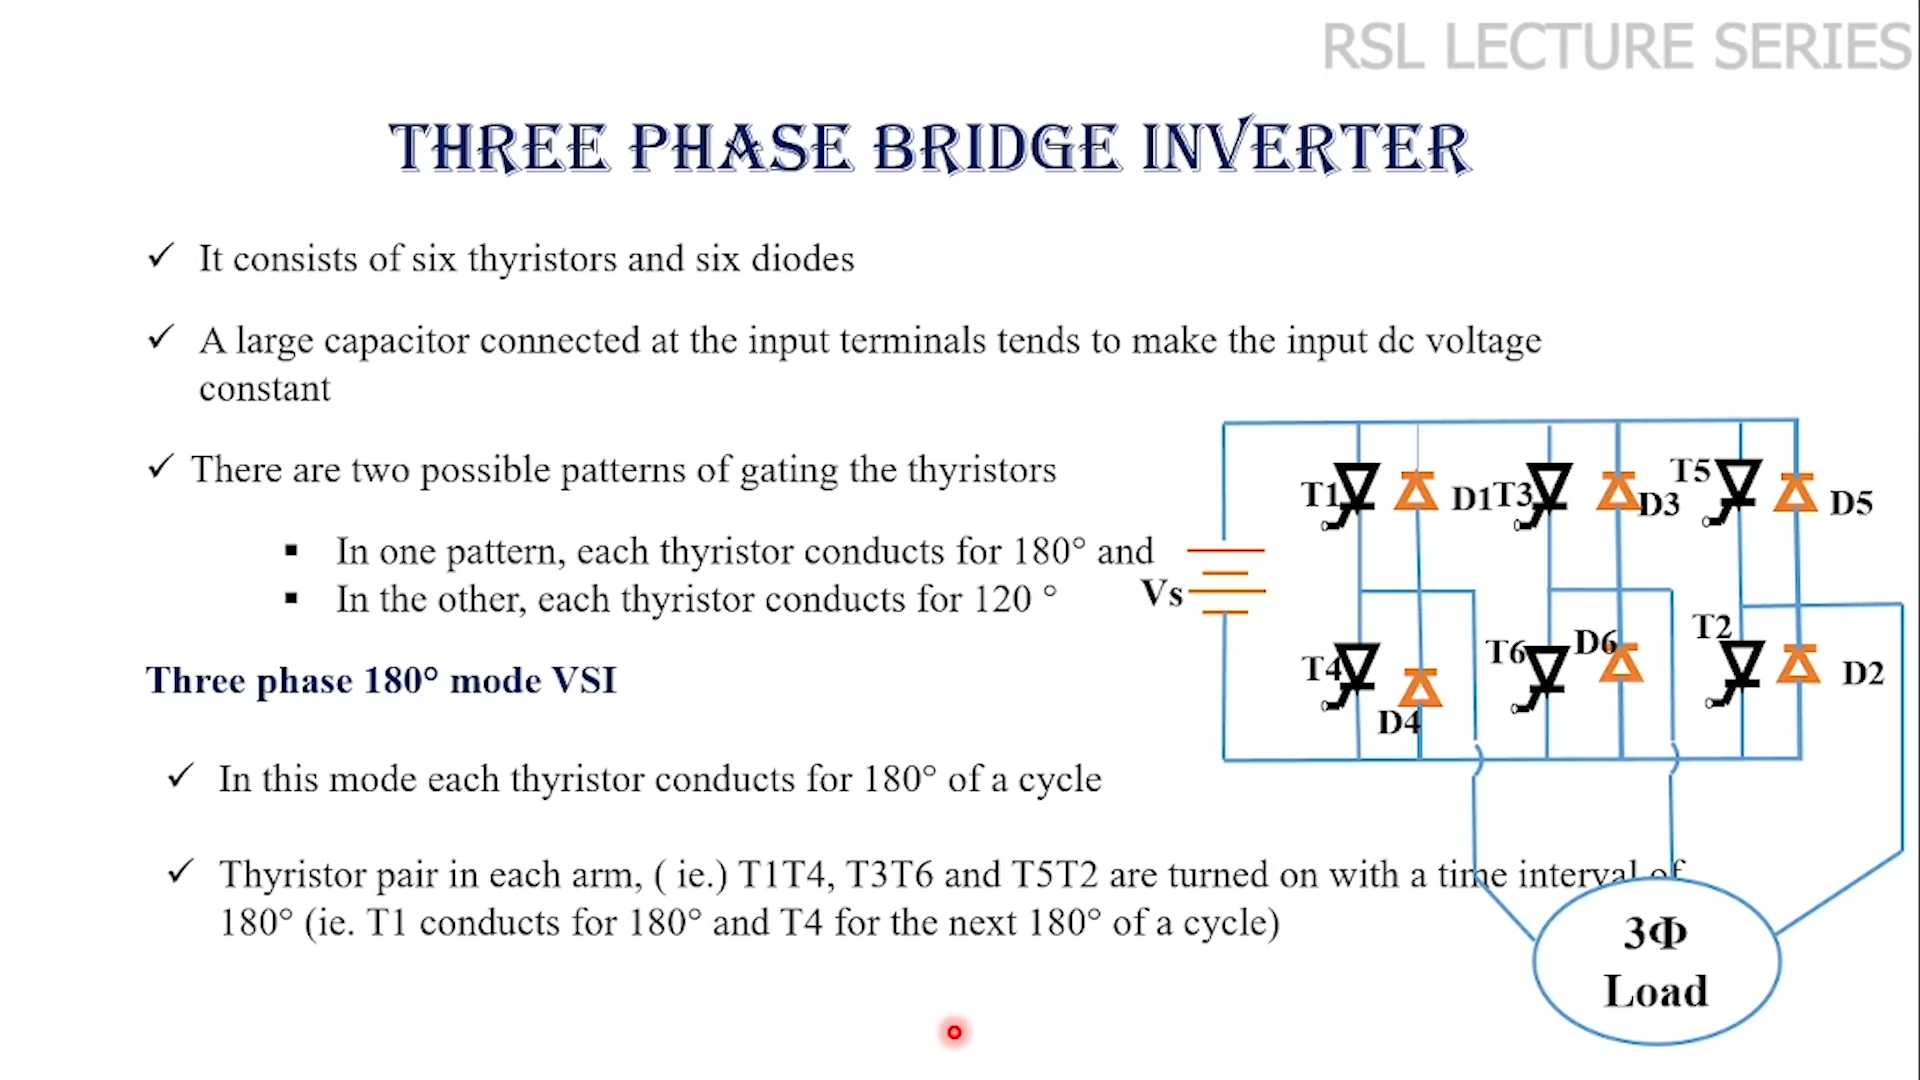 RSL LECTURE SERIES
THREE PHASE BRIDGE INVERTER
✓ It consists of six thyristors and six diodes
✓ A large capacitor connected at the input terminals tends to make the input dc voltage
constant
✓ There are two possible patterns of gating the thyristors
▪ In one pattern, each thyristor conducts for 180° and
▪ In the other, each thyristor conducts for 120 °
Three phase 180° mode VSI
✓ In this mode each thyristor conducts for 180° of a cycle
✓ Thyristor pair in each arm, ( ie.) T1T4, T3T6 and T5T2 are turned on with a time interval of
180° (ie. T1 conducts for 180° and T4 for the next 180° of a cycle)
T1 D1 T3 D3 T5 D5
Vs
T4 D4 T6 D6 T2 D2
3Φ
Load